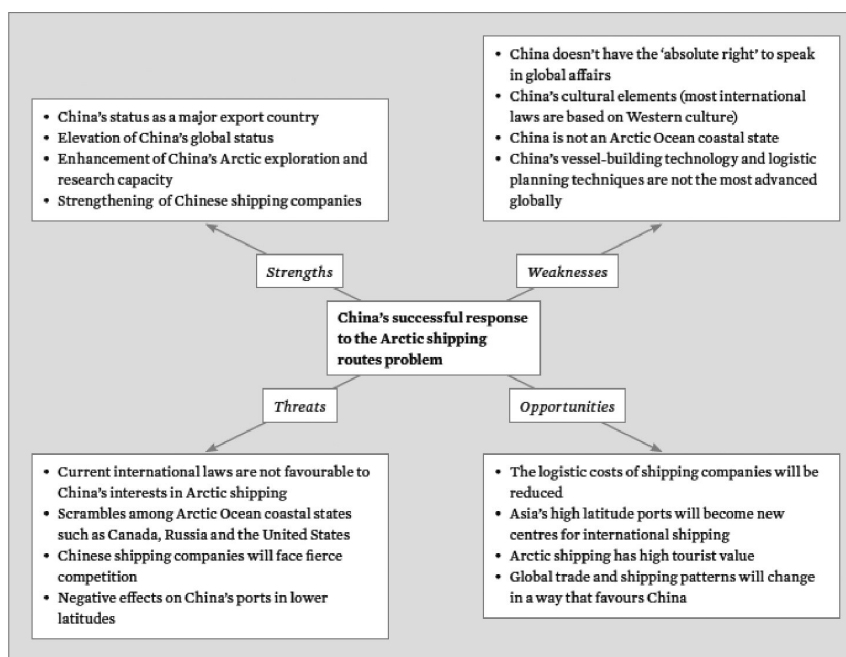 • China's status as a major export country
• Elevation of China's global status
• Enhancement of China's Arctic exploration and
research capacity
• Strengthening of Chinese shipping companies
• China doesn't have the ‘absolute right’ to speak
in global affairs
• China's cultural elements (most international
laws are based on Western culture)
• China is not an Arctic Ocean coastal state
• China's vessel-building technology and logistic
planning techniques are not the most advanced
globally
Strengths
Weaknesses
China's successful response
to the Arctic shipping
routes problem
Threats
Opportunities
• Current international laws are not favourable to
China's interests in Arctic shipping
• Scrambles among Arctic Ocean coastal states
such as Canada, Russia and the United States
• Chinese shipping companies will face fierce
competition
• Negative effects on China's ports in lower
latitudes
• The logistic costs of shipping companies will be
reduced
• Asia's high latitude ports will become new
centres for international shipping
• Arctic shipping has high tourist value
• Global trade and shipping patterns will change
in a way that favours China